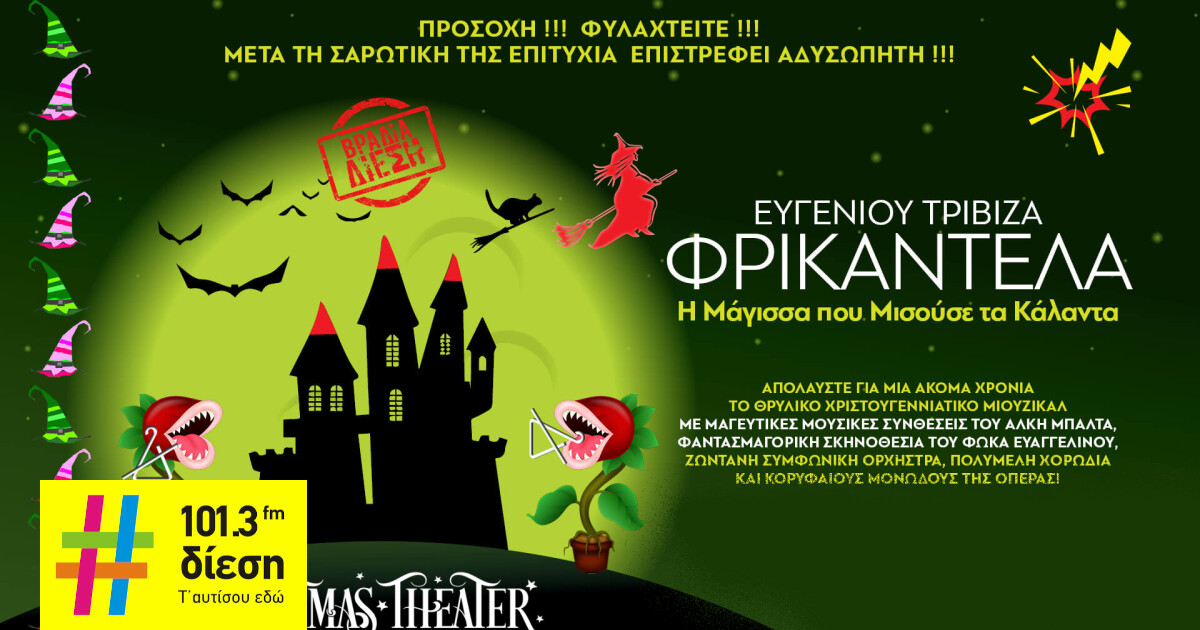 ΠΡΟΣΟΧΗ !!! ΦΥΛΑΧΤΕΙΤΕ !!!
ΜΕΤΑ ΤΗ ΣΑΡΩΤΙΚΗ ΤΗΣ ΕΠΙΤΥΧΙΑ ΕΠΙΣΤΡΕΦΕΙ ΑΔΥΣΩΠΗΤΗ !!!
ΒΡΑΔΙΑ
ΔΙΕΣΗ
ΕΥΓΕΝΙΟΥ ΤΡΙΒΙΖΑ
ΦΡΙΚΑΝΤΕΛΑ
Η Μάγισσα που Μισούσε τα Κάλαντα
ΑΠΟΛΑΥΣΤΕ ΓΙΑ ΜΙΑ ΑΚΟΜΑ ΧΡΟΝΙΑ
ΤΟ ΘΡΥΛΙΚΟ ΧΡΙΣΤΟΥΓΕΝΝΙΑΤΙΚΟ ΜΙΟΥΖΙΚΑΛ
ΜΕ ΜΑΓΕΥΤΙΚΕΣ ΜΟΥΣΙΚΕΣ ΣΥΝΘΕΣΕΙΣ ΤΟΥ ΑΛΚΗ ΜΠΑΛΤΑ,
ΦΑΝΤΑΣΜΑΓΟΡΙΚΗ ΣΚΗΝΟΘΕΣΙΑ ΤΟΥ ΦΩΚΑ ΕΥΑΓΓΕΛΙΝΟΥ,
ΖΩΝΤΑΝΗ ΣΥΜΦΩΝΙΚΗ ΟΡΧΗΣΤΡΑ, ΠΟΛΥΜΕΛΗ ΧΟΡΩΔΙΑ
ΚΑΙ ΚΟΡΥΦΑΙΟΥΣ ΜΟΝΩΔΟΥΣ ΤΗΣ ΟΠΕΡΑΣ!
101.3 fm
δίεση
Τ' αυτίσου εδώ
MAS THEATER